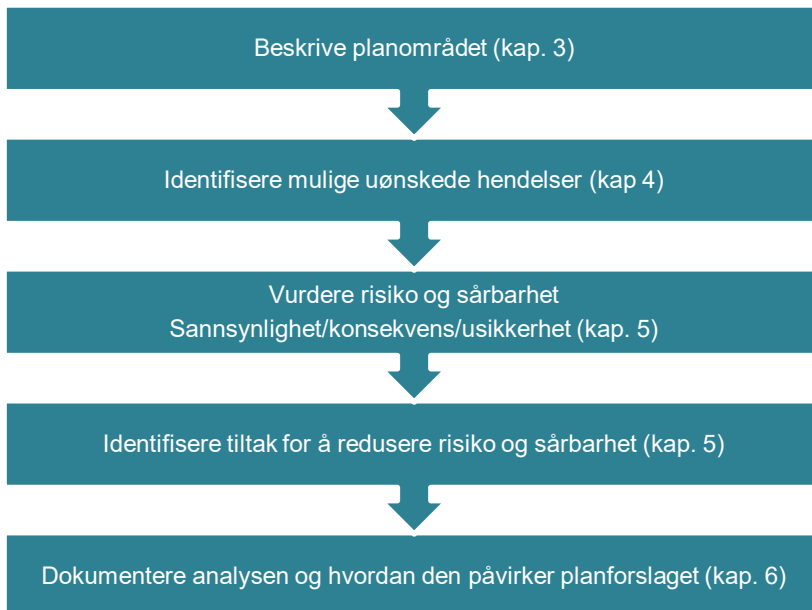 Beskrive planområdet (kap. 3)
Identifisere mulige uønskede hendelser (kap 4)
Vurdere risiko og sårbarhet
Sannsynlighet/konsekvens/usikkerhet (kap. 5)
Identifisere tiltak for å redusere risiko og sårbarhet (kap. 5)
Dokumentere analysen og hvordan den påvirker planforslaget (kap. 6)